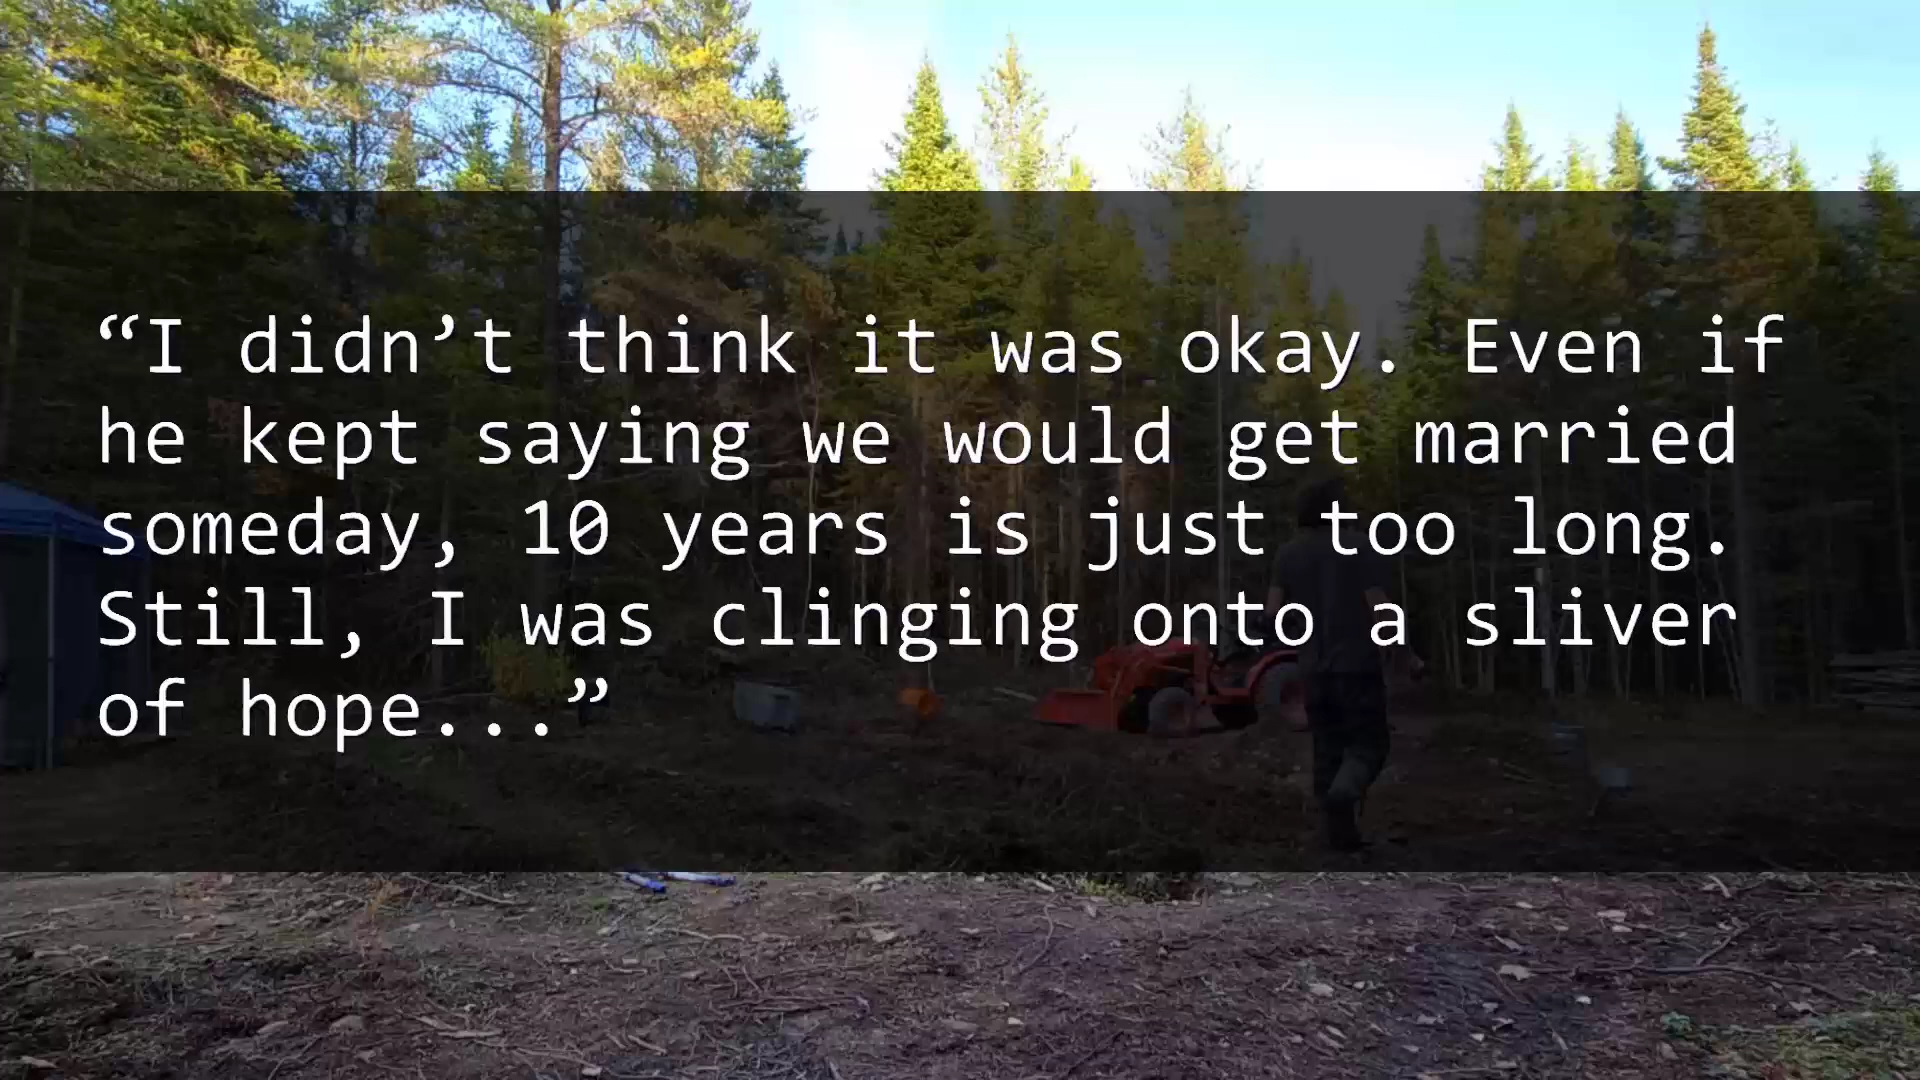 “I didn’t think it was okay. Even if
he kept saying we would get married
someday, 10 years is just too long.
Still, I was clinging onto a sliver
of hope...”